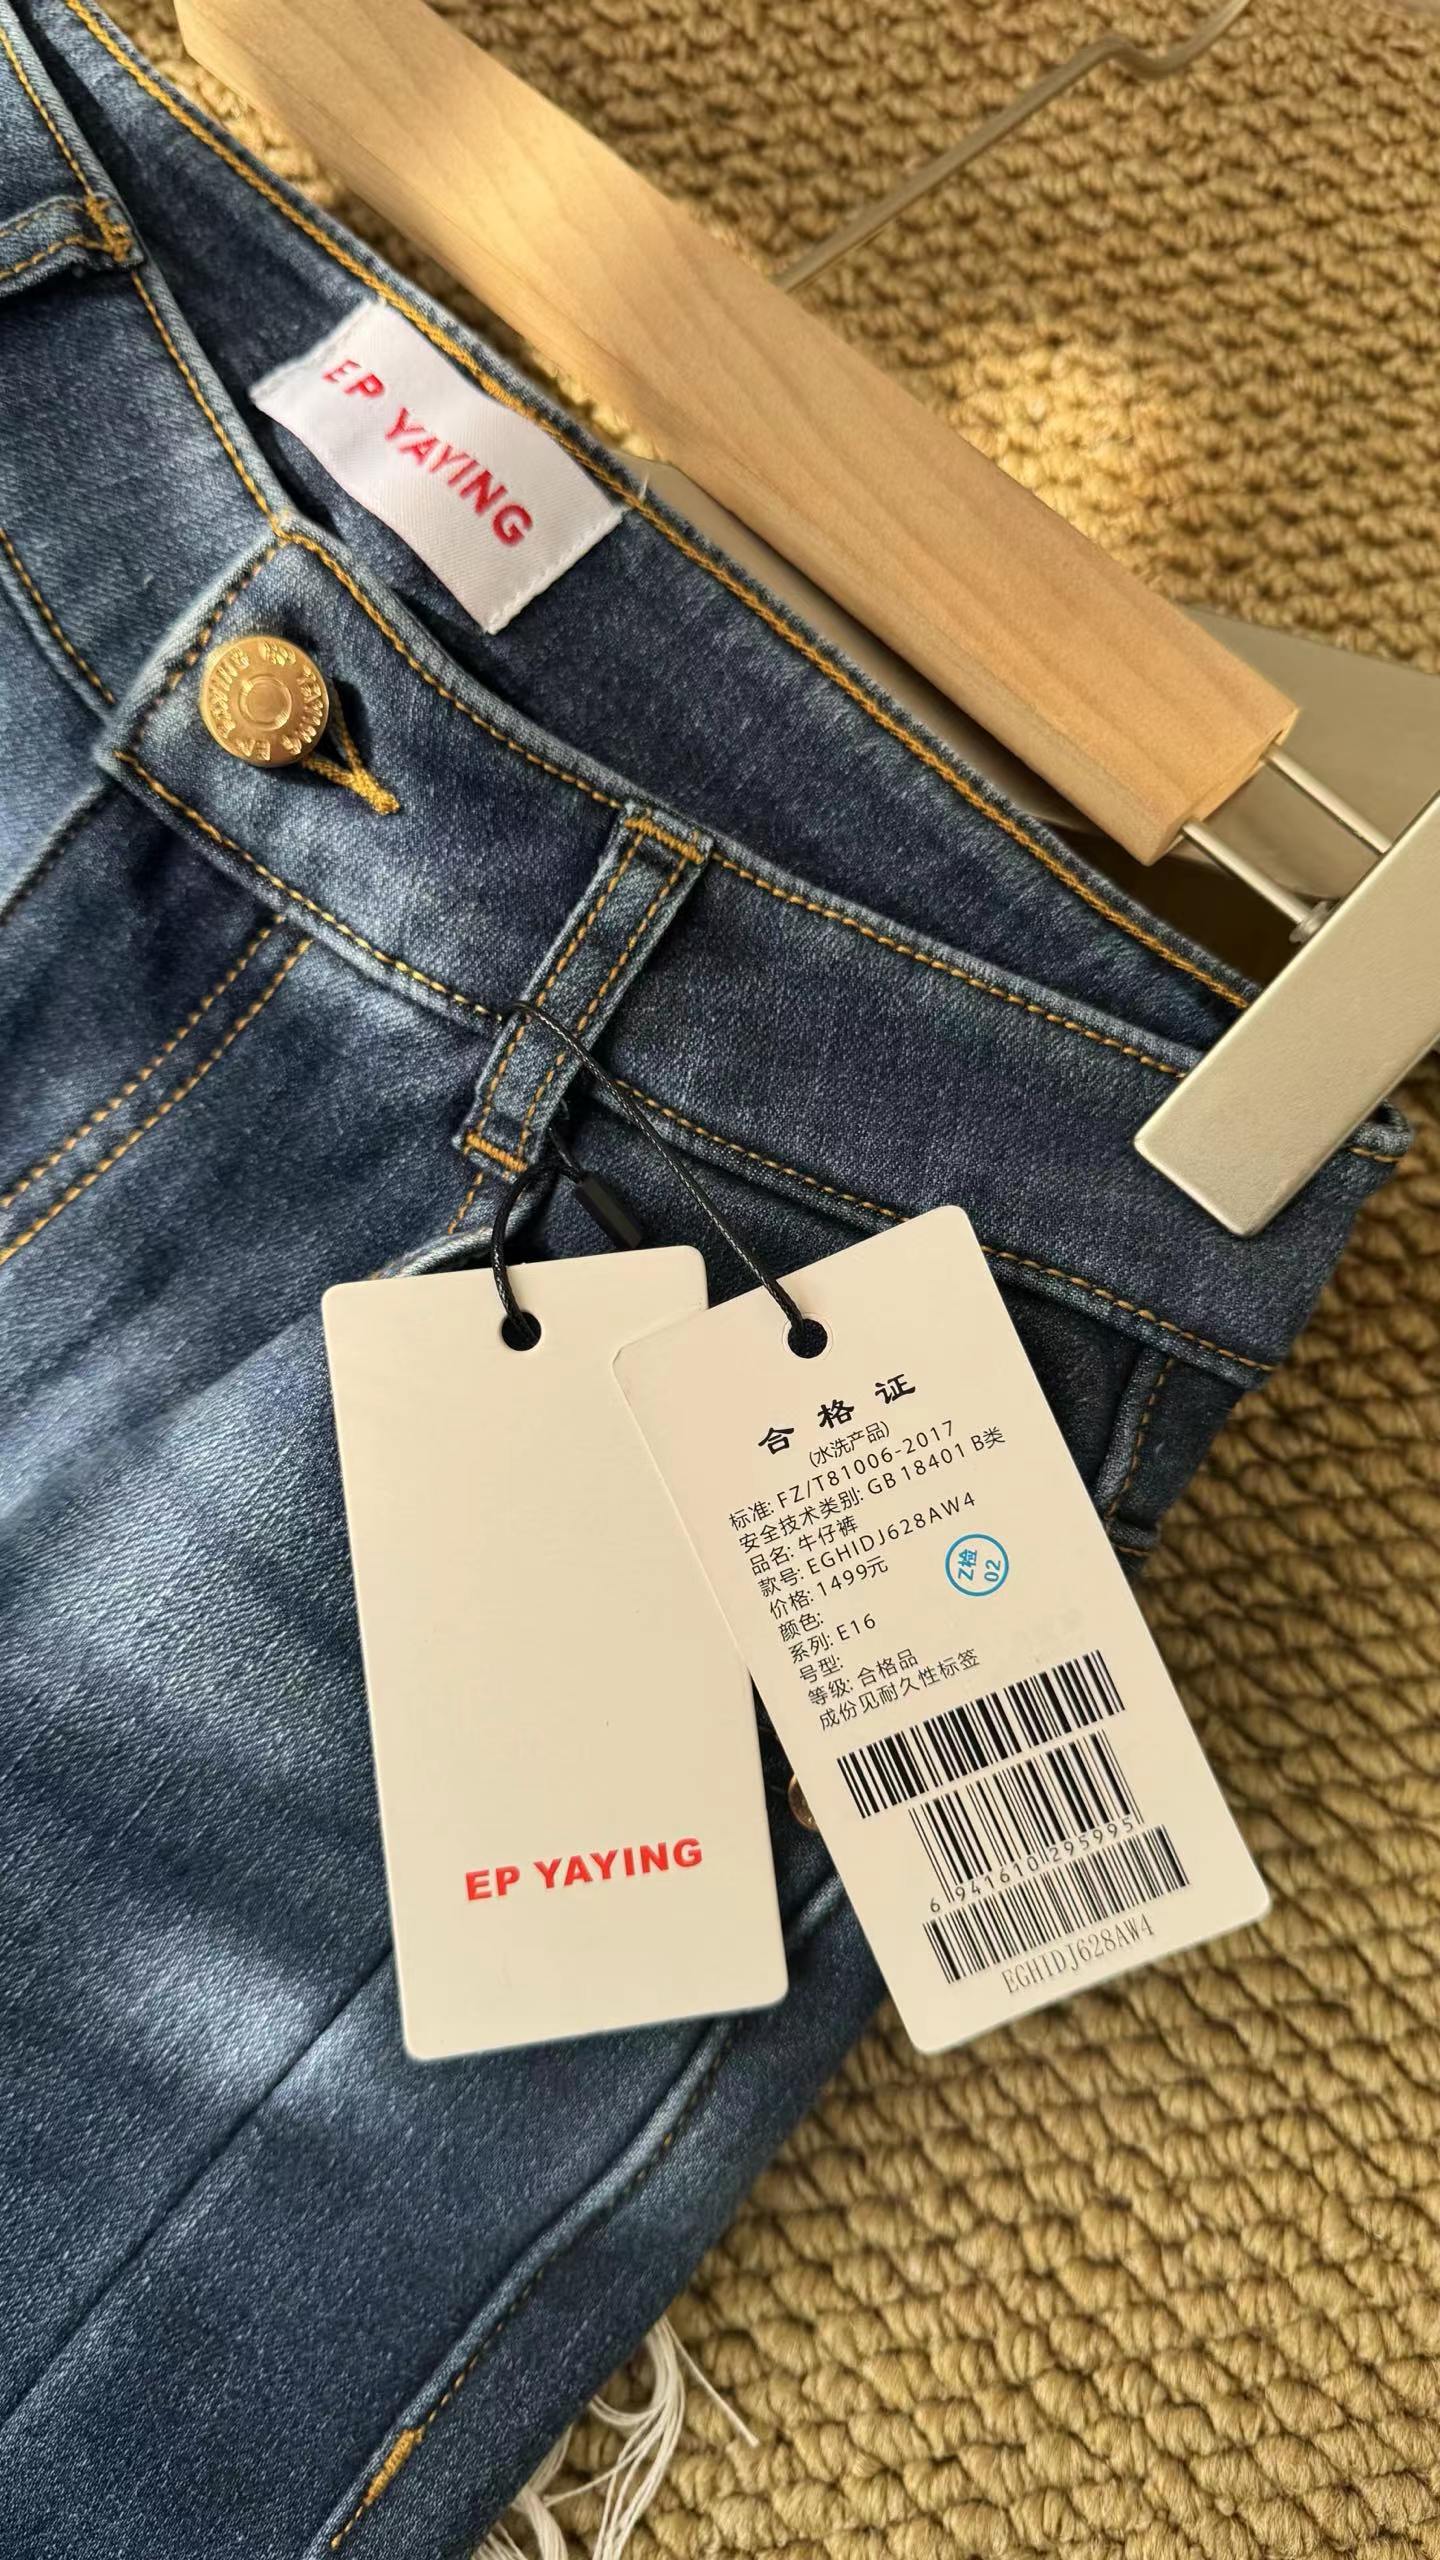 EP YAYING
EP YAYING
EP YAYING
合格证
(水洗产品)
标准: FZ/T81006-2017
安全技术类别: GB 18401 B类
品名: 牛仔裤
款号: EGHIDJ628AW4
价格: 1499元
颜色:
系列: E16
号型:
等级: 合格品
成份见耐久性标签
Z检
02
6 941610 295995
EGHIDJ628AW4